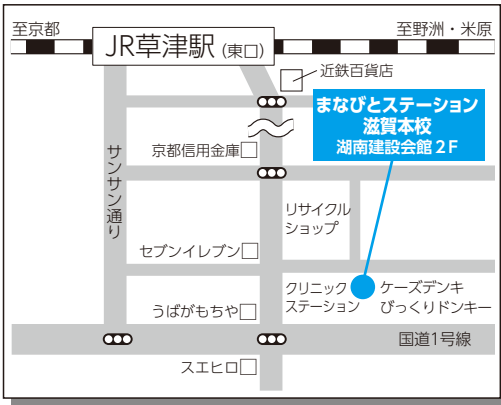 至京都
至野洲・米原
JR草津駅 (東口)
近鉄百貨店
まなびとステーション
滋賀本校
湖南建設会館2F
京都信用金庫
サンサン通り
リサイクル
ショップ
セブンイレブン
クリニック
ステーション
ケーズデンキ
びっくりドンキー
うばがもちや
国道1号線
スエヒロ